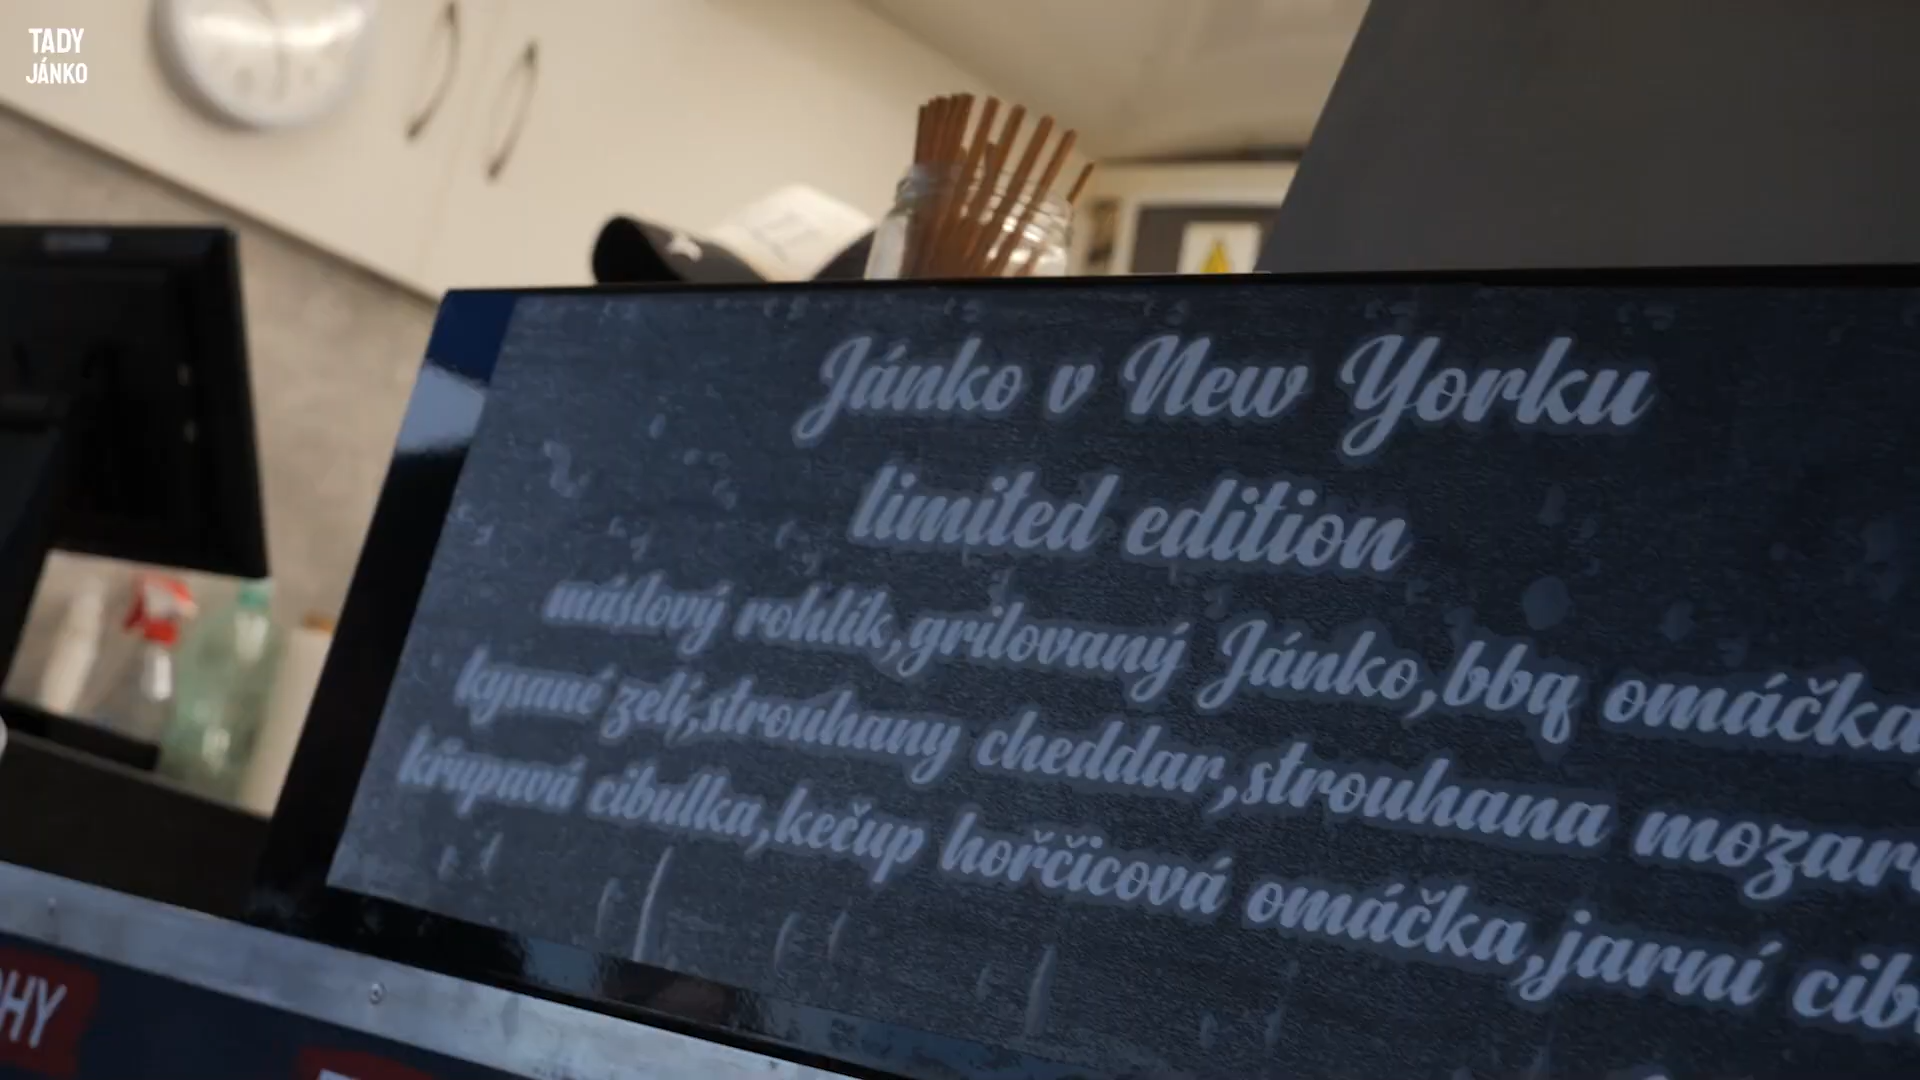 TADY
JÁNKO
Jánko v New Yorku
limited edition
máslový rohlík,grilovaný Jánko,bbq omáčka,
kysané zelí,strouhany cheddar,strouhana
křupavá cibulka,kečup hořčicová omáčka,jarní